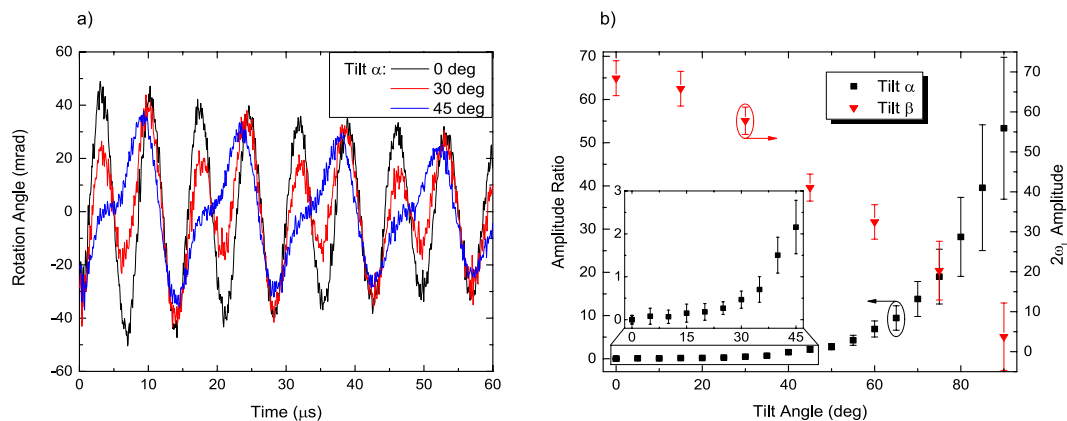 a)
60
40
20
0
-20
-40
-60
Rotation Angle (mrad)
Tilt α:
0 deg
30 deg
45 deg
0 10 20 30 40 50 60
Time (μs)
b)
70
60
50
40
30
20
10
0
Amplitude Ratio
Tilt α
Tilt β
2
1
0
0 15 30 45
70
60
50
40
30
20
10
0
2ωL Amplitude
0 20 40 60 80
Tilt Angle (deg)